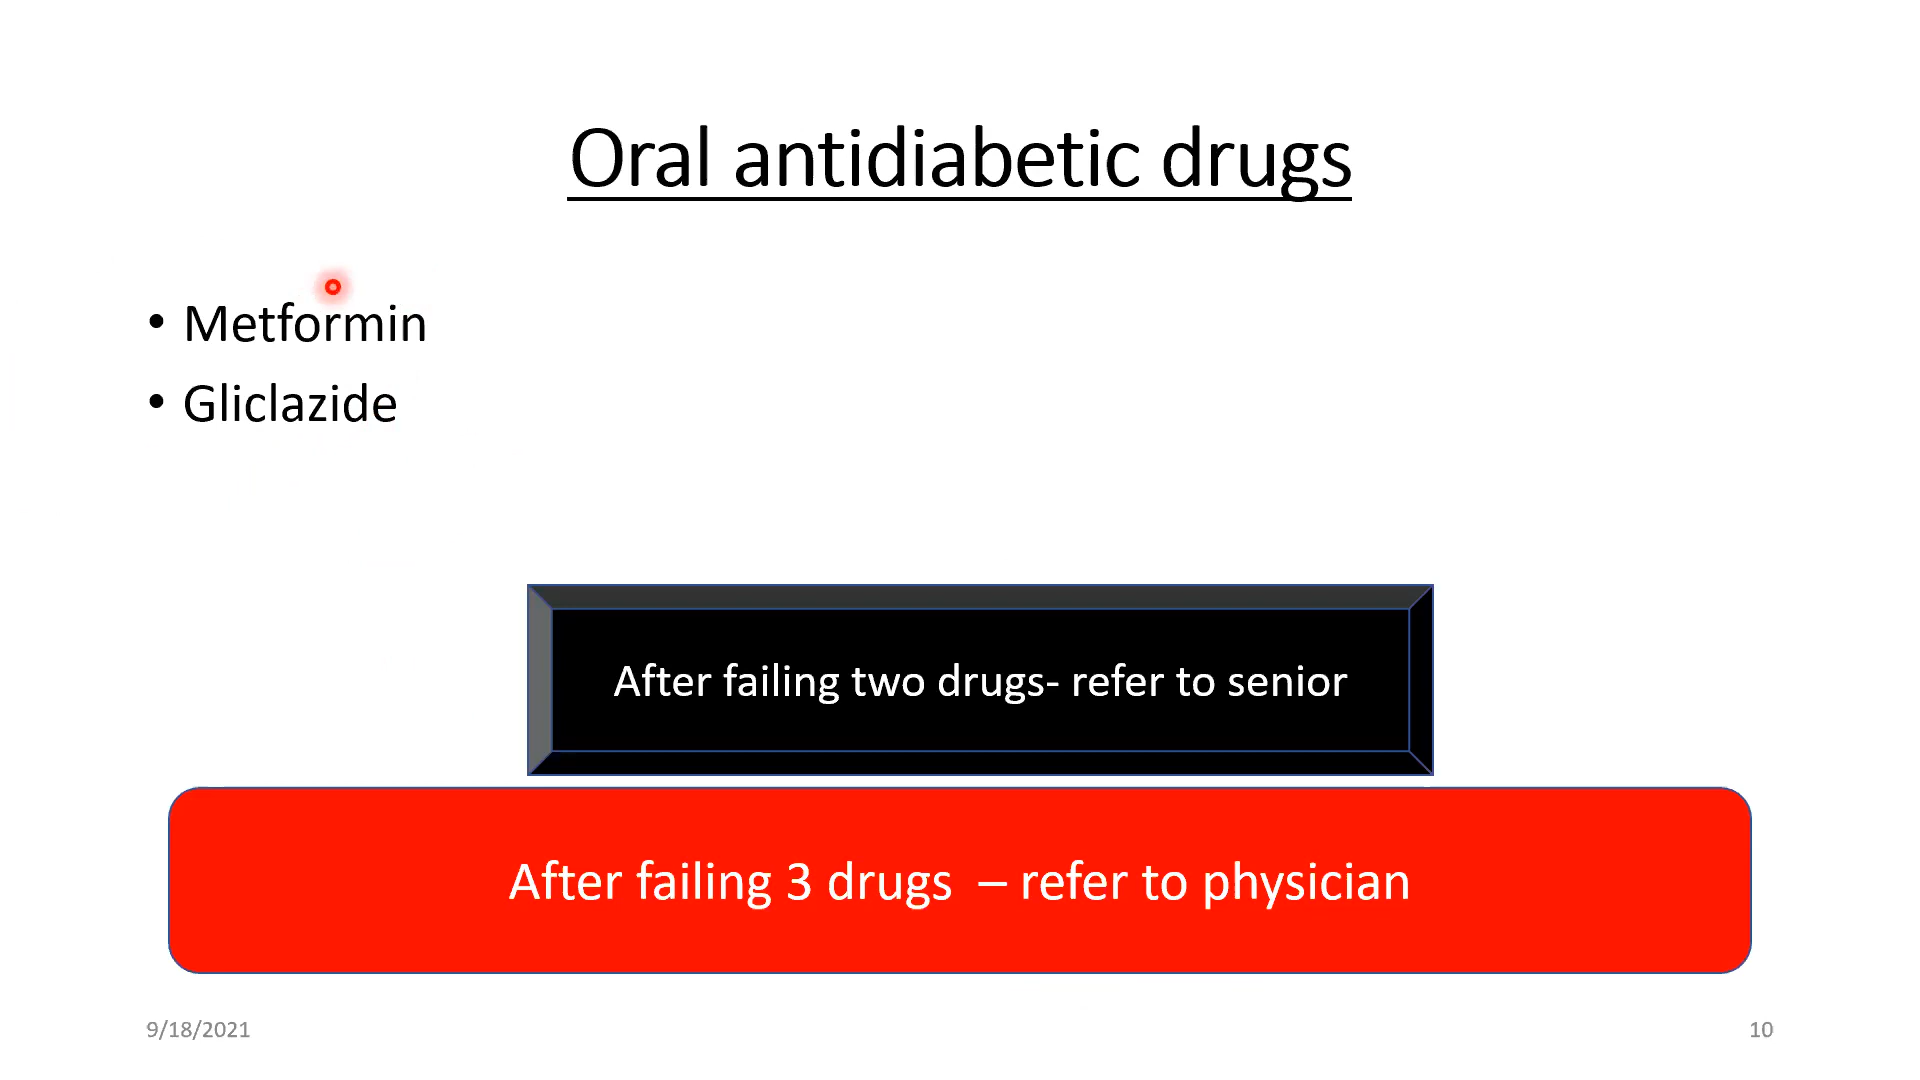 Oral antidiabetic drugs
• Metformin
• Gliclazide
After failing two drugs- refer to senior
After failing 3 drugs – refer to physician
9/18/2021
10